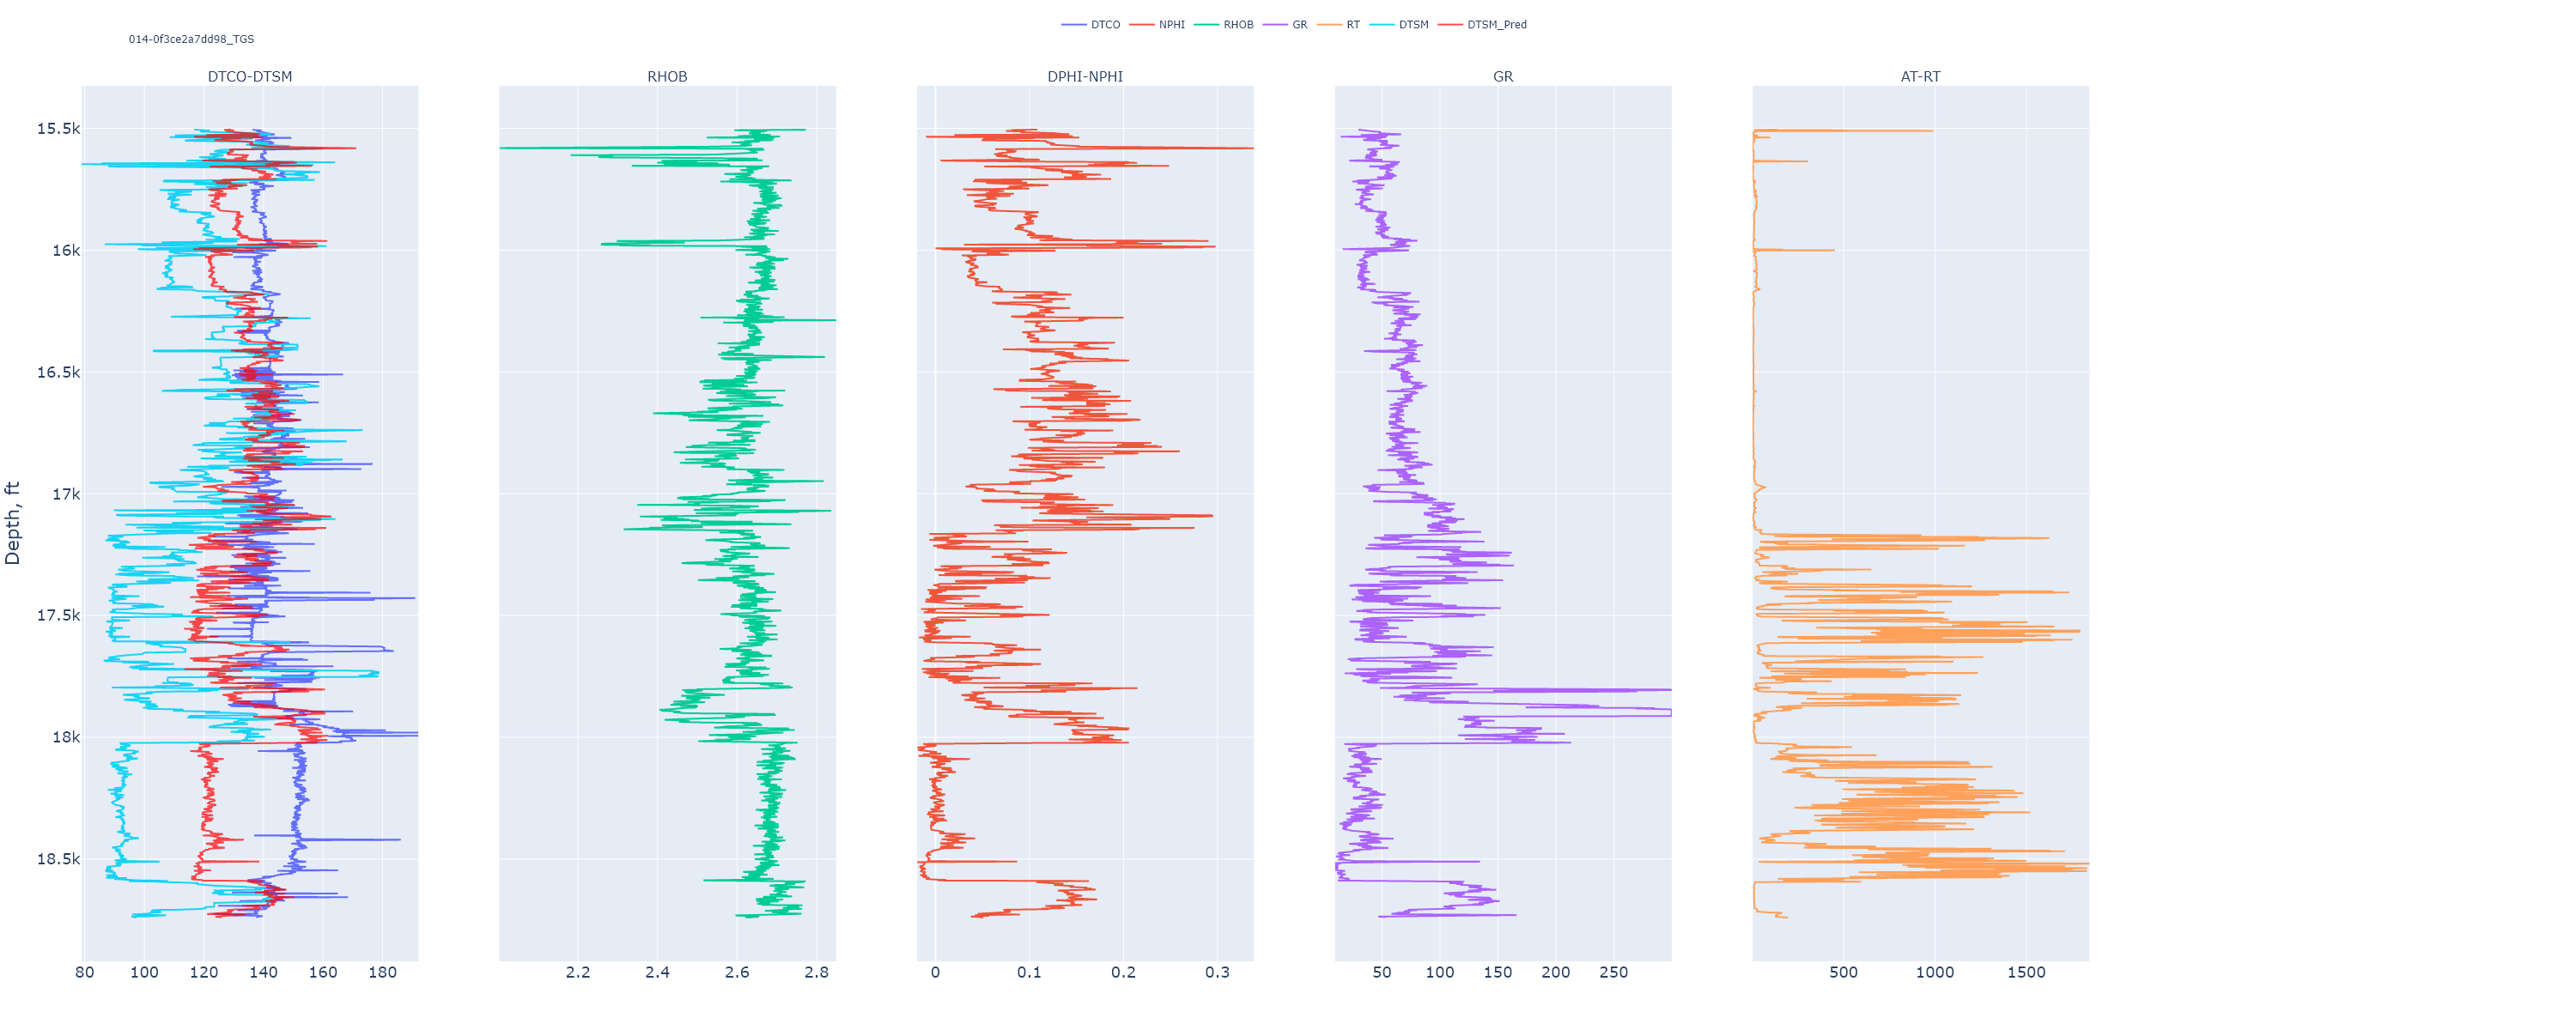 DTCO NPHI RHOB GR RT DTSM DTSM_Pred
014-0f3ce2a7dd98_TGS
DTCO-DTSM RHOB DPHI-NPHI GR AT-RT
15.5k
16k
16.5k
17k
17.5k
18k
18.5k
Depth, ft
80 100 120 140 160 180 2.2 2.4 2.6 2.8 0 0.1 0.2 0.3 50 100 150 200 250 500 1000 1500